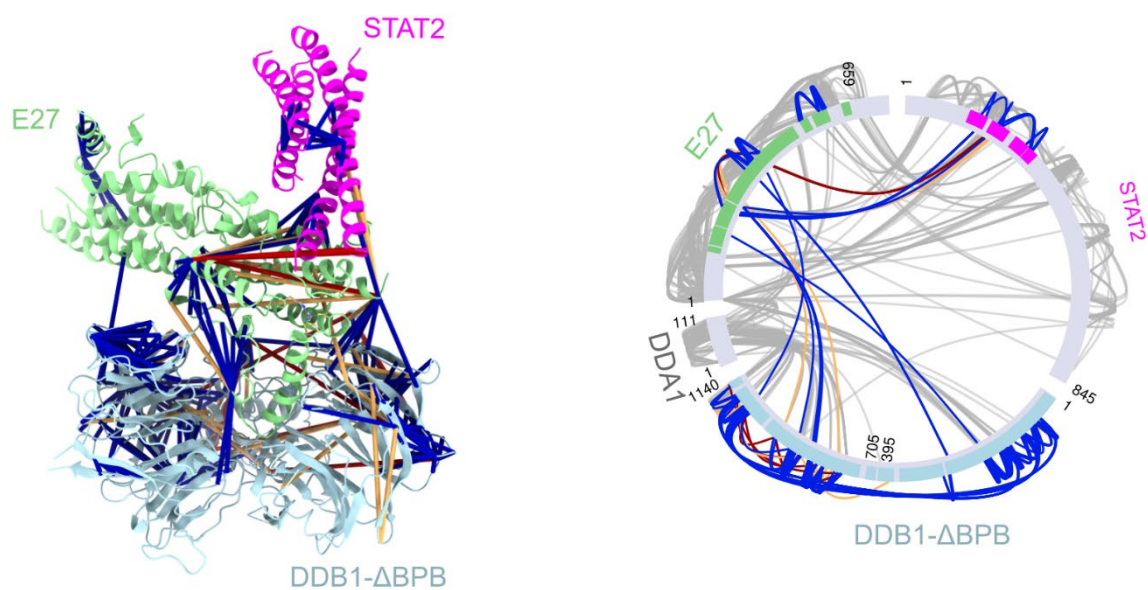 STAT2
E27
DDB1-ΔBPB
659
1
E27
STAT2
1
111
DDA1
1
1140
705
395
845
1
DDB1-ΔBPB